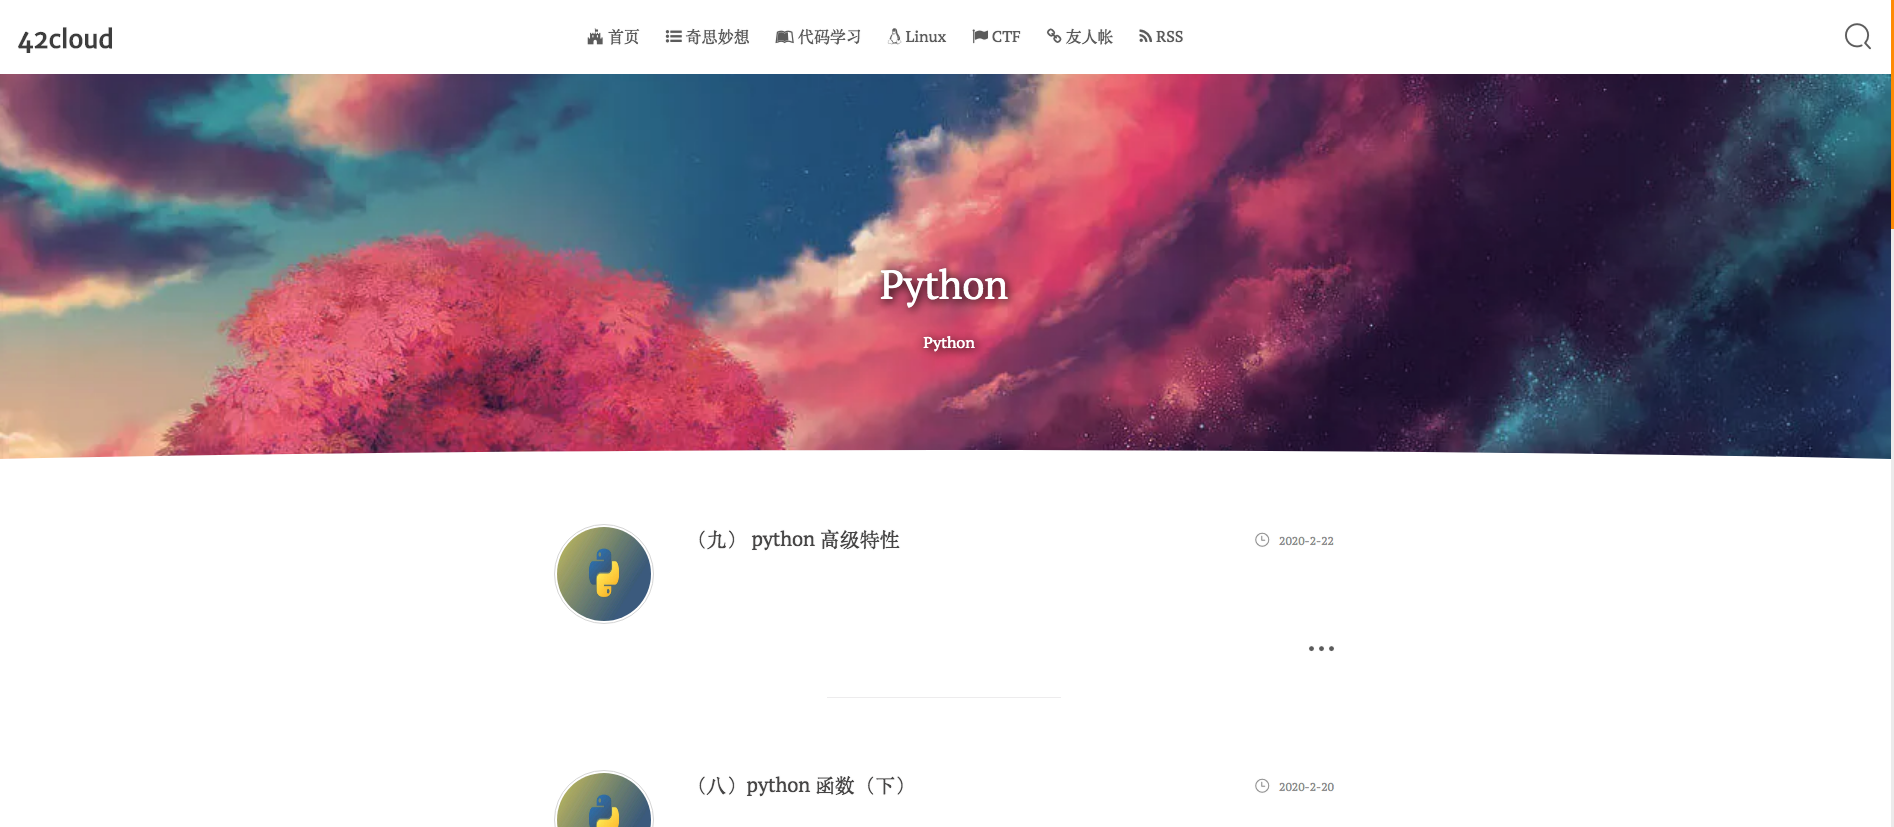 42cloud
首页 奇思妙想 代码学习 Linux CTF 友人帐 RSS
Python
Python
（九） python 高级特性 2020-2-22
（八）python 函数（下） 2020-2-20